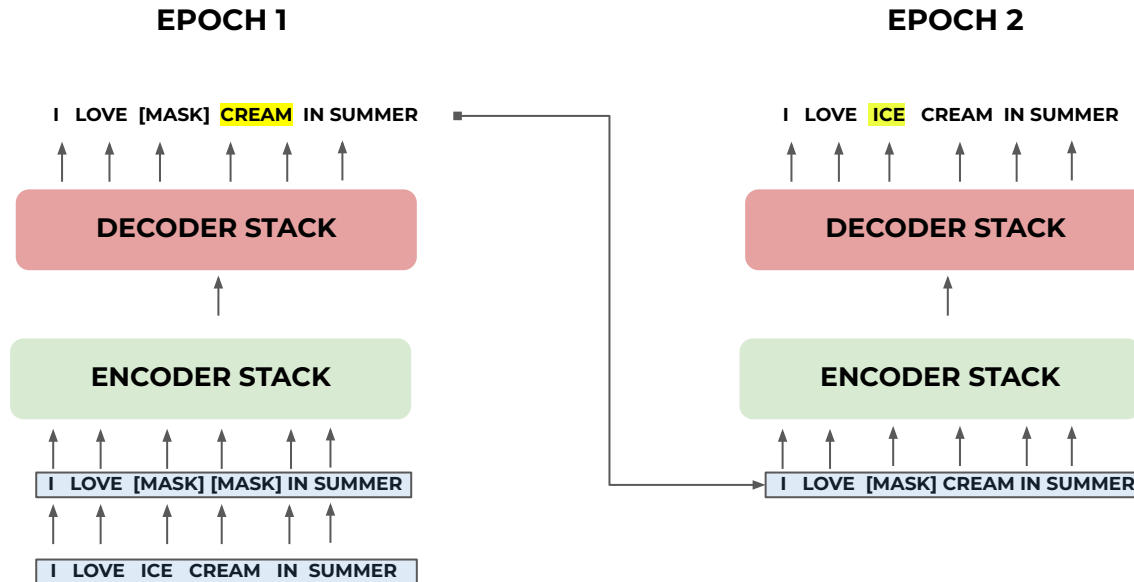 EPOCH 1
I LOVE [MASK] CREAM IN SUMMER
DECODER STACK
ENCODER STACK
I LOVE [MASK] [MASK] IN SUMMER
I LOVE ICE CREAM IN SUMMER
EPOCH 2
I LOVE ICE CREAM IN SUMMER
DECODER STACK
ENCODER STACK
I LOVE [MASK] CREAM IN SUMMER